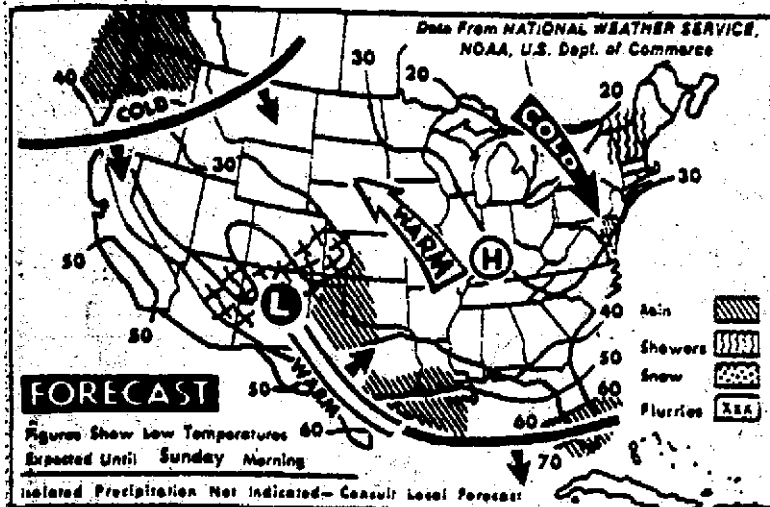 Data From NATIONAL WEATHER SERVICE,
NOAA, U.S. Dept. of Commerce
30
20
40
COLD
20
COLD
30
30
WARM
H
50
L
50
40
Rain
Showers
50
Snow
60
Flurries
XXX
WARM
50
60
60
70
FORECAST
Figures Show Low Temperatures
Expected Until Sunday Morning
Isolated Precipitation Not Indicated— Consult Local Forecast